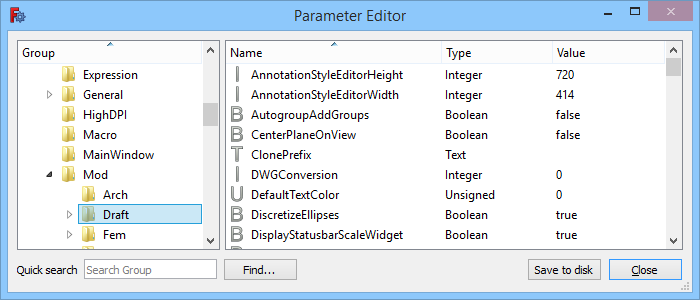 Parameter Editor
Group
Expression
General
HighDPI
Macro
MainWindow
Mod
Arch
Draft
Fem
Name Type Value
AnnotationStyleEditorHeight Integer 720
AnnotationStyleEditorWidth Integer 414
AutogroupAddGroups Boolean false
CenterPlaneOnView Boolean false
ClonePrefix Text
DWGConversion Integer 0
DefaultTextColor Unsigned 0
DiscretizeEllipses Boolean true
DisplayStatusbarScaleWidget Boolean true
Quick search Search Group Find... Save to disk Close